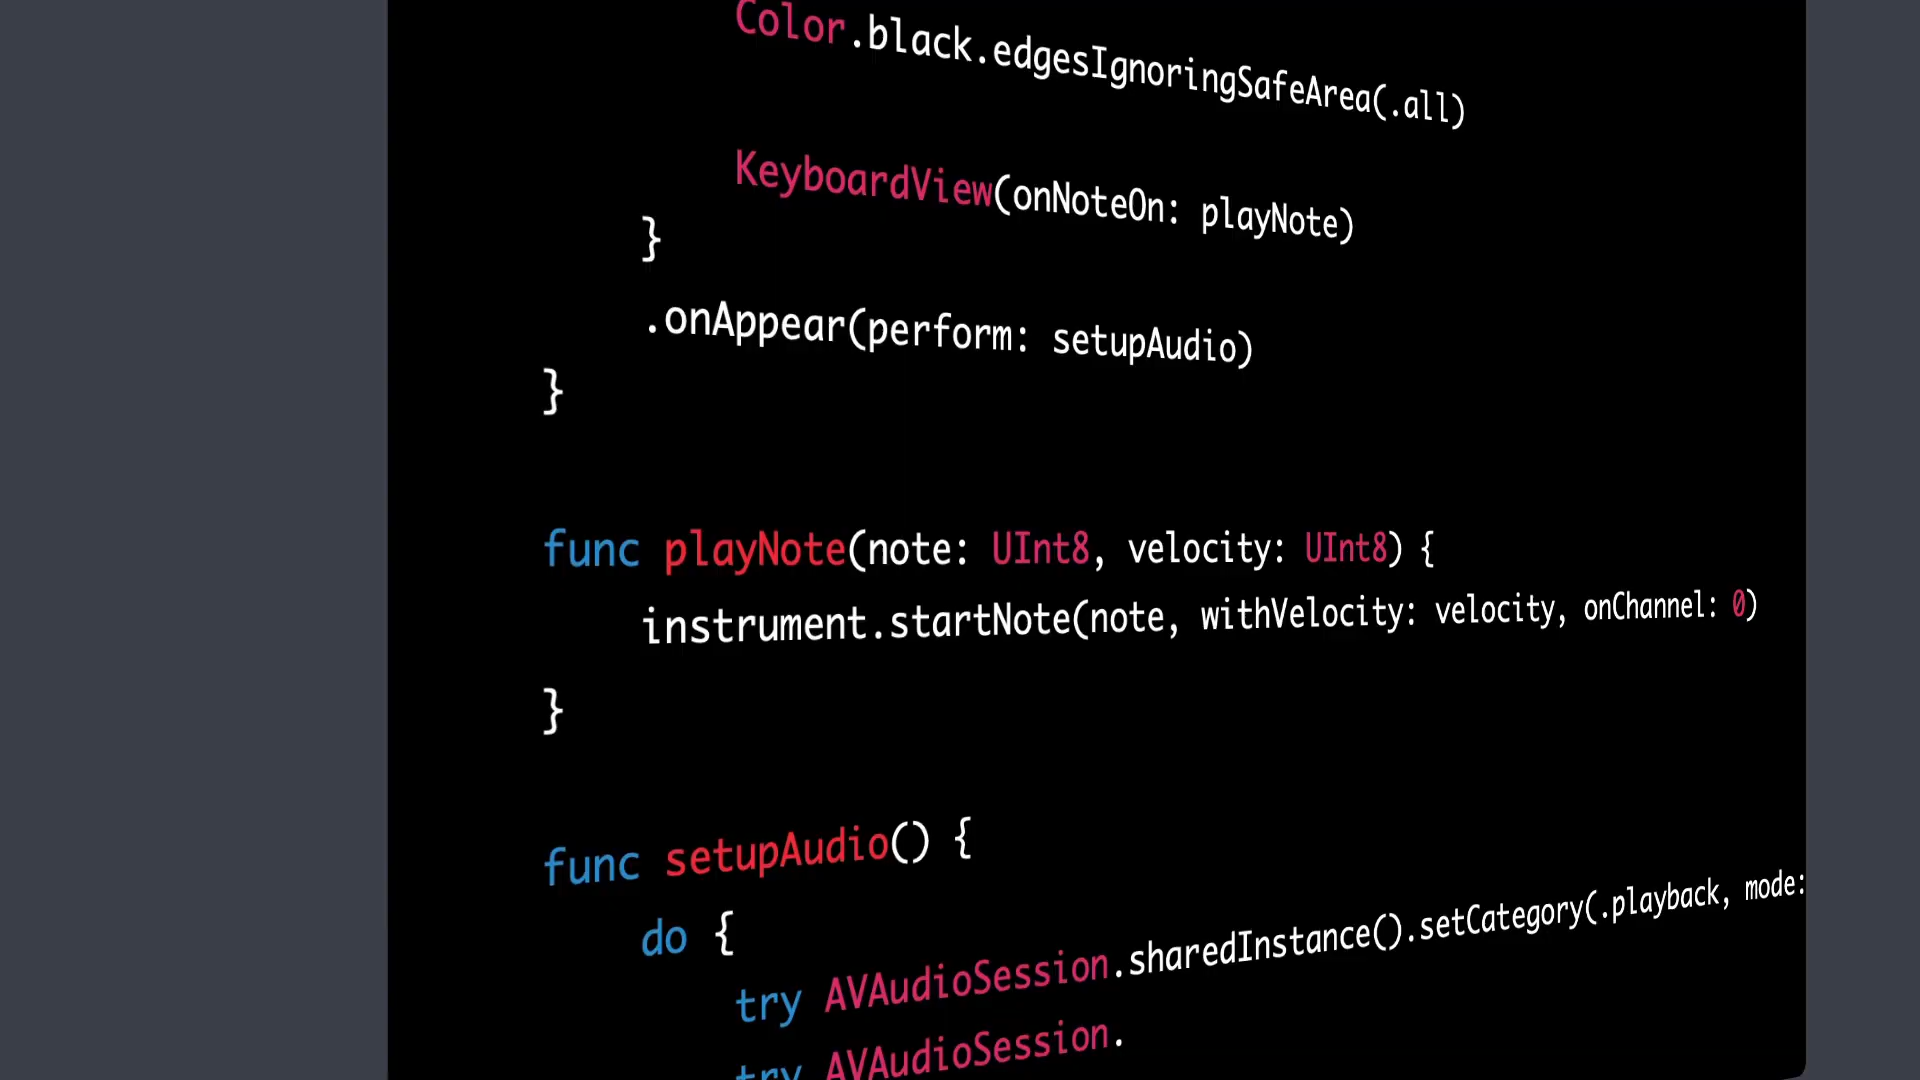 Color.black.edgesIgnoringSafeArea(.all)
KeyboardView(onNoteOn: playNote)
}
.onAppear(perform: setupAudio)
}
func playNote(note: UInt8, velocity: UInt8) {
instrument.startNote(note, withVelocity: velocity, onChannel: 0)
}
func setupAudio() {
do {
try AVAudioSession.sharedInstance().setCategory(.playback, mode:
try AVAudioSession.